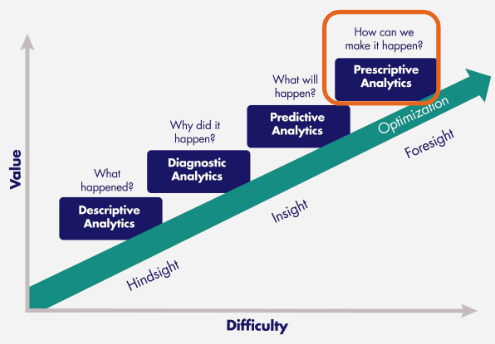 How can we
make it happen?
Prescriptive
Analytics
What will
happen?
Predictive
Analytics
Why did it
happen?
Diagnostic
Analytics
What
happened?
Descriptive
Analytics
Optimization
Foresight
Insight
Hindsight
Value
Difficulty